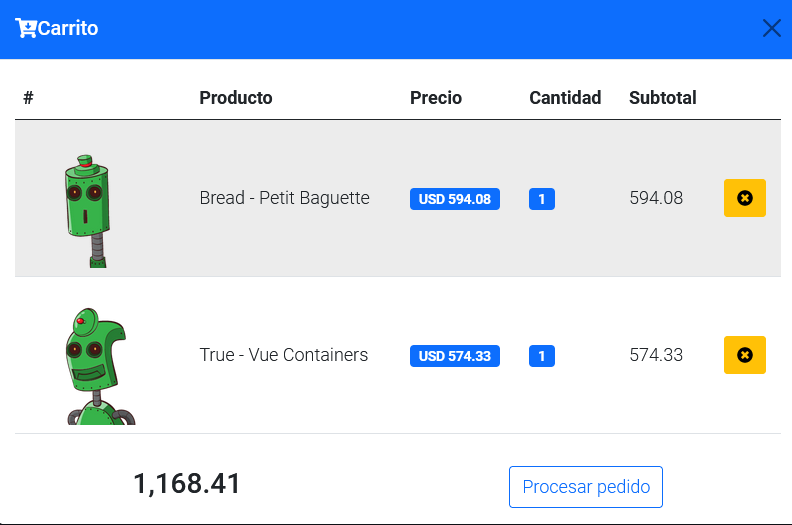 Carrito
# Producto Precio Cantidad Subtotal
Bread - Petit Baguette USD 594.08 1 594.08
True - Vue Containers USD 574.33 1 574.33
1,168.41 Procesar pedido